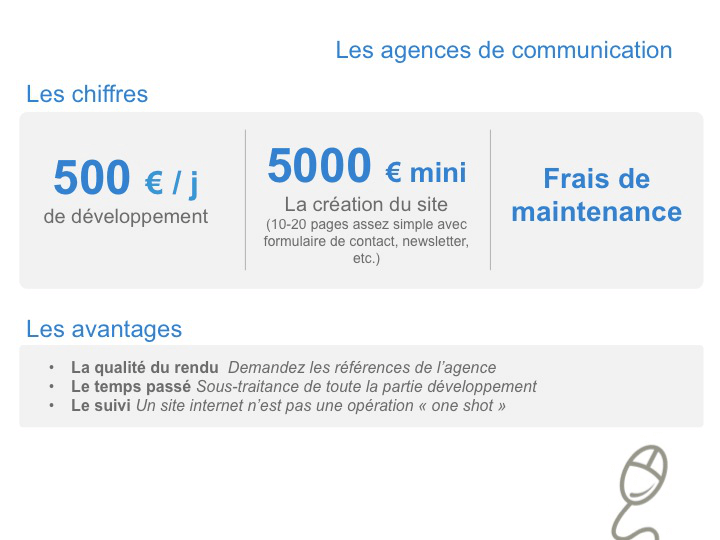 Les agences de communication
Les chiffres
500 € / j
de développement
5000 € mini
La création du site
(10-20 pages assez simple avec
formulaire de contact, newsletter,
etc.)
Frais de
maintenance
Les avantages
• La qualité du rendu Demandez les références de l’agence
• Le temps passé Sous-traitance de toute la partie développement
• Le suivi Un site internet n’est pas une opération « one shot »